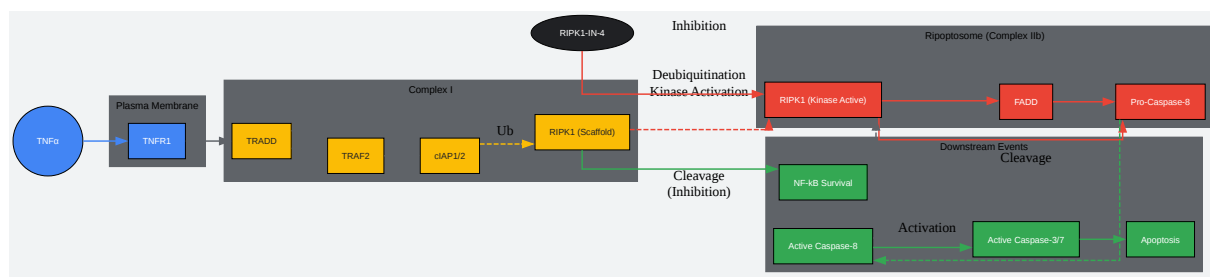 RIPK1-IN-4
Inhibition
Ripoptosome (Complex IIb)
Deubiquitination
Kinase Activation
Complex I
Plasma Membrane
RIPK1 (Kinase Active)
FADD
Pro-Caspase-8
TNFα
TNFR1
TRADD
TRAF2
cIAP1/2
Ub
RIPK1 (Scaffold)
Downstream Events
Cleavage
Cleavage
(Inhibition)
NF-kB Survival
Activation
Active Caspase-8
Active Caspase-3/7
Apoptosis